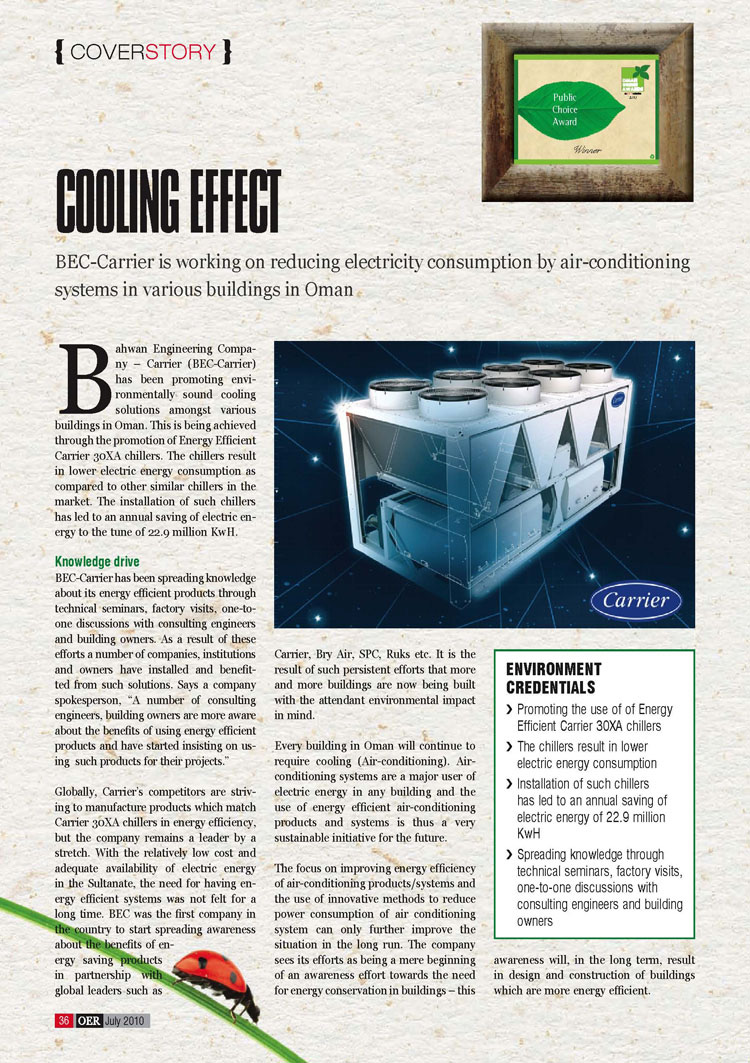 { COVERSTORY }
Public
Choice
Award
Winner
COOLING EFFECT
BEC-Carrier is working on reducing electricity consumption by air-conditioning
systems in various buildings in Oman
Bahwan Engineering Compa-
ny – Carrier (BEC-Carrier)
has been promoting envi-
ronmentally sound cooling
solutions amongst various
buildings in Oman. This is being achieved
through the promotion of Energy Efficient
Carrier 30XA chillers. The chillers result
in lower electric energy consumption as
compared to other similar chillers in the
market. The installation of such chillers
has led to an annual saving of electric en-
ergy to the tune of 22.9 million KwH.
Knowledge drive
BEC-Carrier has been spreading knowledge
about its energy efficient products through
technical seminars, factory visits, one-to-
one discussions with consulting engineers
and building owners. As a result of these
efforts a number of companies, institutions
and owners have installed and benefit-
ted from such solutions. Says a company
spokesperson, “A number of consulting
engineers, building owners are more aware
about the benefits of using energy efficient
products and have started insisting on us-
ing such products for their projects.”
Globally, Carrier’s competitors are striv-
ing to manufacture products which match
Carrier 30XA chillers in energy efficiency,
but the company remains a leader by a
stretch. With the relatively low cost and
adequate availability of electric energy
in the Sultanate, the need for having en-
ergy efficient systems was not felt for a
long time. BEC was the first company in
the country to start spreading awareness
about the benefits of en-
ergy saving products
in partnership with
global leaders such as
Carrier
Carrier
Carrier, Bry Air, SPC, Ruks etc. It is the
result of such persistent efforts that more
and more buildings are now being built
with the attendant environmental impact
in mind.
Every building in Oman will continue to
require cooling (Air-conditioning). Air-
conditioning systems are a major user of
electric energy in any building and the
use of energy efficient air-conditioning
products and systems is thus a very
sustainable initiative for the future.
The focus on improving energy efficiency
of air-conditioning products/systems and
the use of innovative methods to reduce
power consumption of air conditioning
system can only further improve the
situation in the long run. The company
sees its efforts as being a mere beginning
of an awareness effort towards the need
for energy conservation in buildings – this
ENVIRONMENT
CREDENTIALS
❯ Promoting the use of of Energy
Efficient Carrier 30XA chillers
❯ The chillers result in lower
electric energy consumption
❯ Installation of such chillers
has led to an annual saving of
electric energy of 22.9 million
KwH
❯ Spreading knowledge through
technical seminars, factory visits,
one-to-one discussions with
consulting engineers and building
owners
awareness will, in the long term, result
in design and construction of buildings
which are more energy efficient.
36 OER July 2010